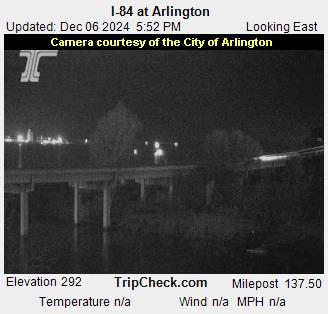 I-84 at Arlington
Updated: Dec 06 2024 5:52 PM Looking East
Camera courtesy of the City of Arlington
Elevation 292 TripCheck.com Milepost 137.50
Temperature n/a Wind n/a MPH n/a